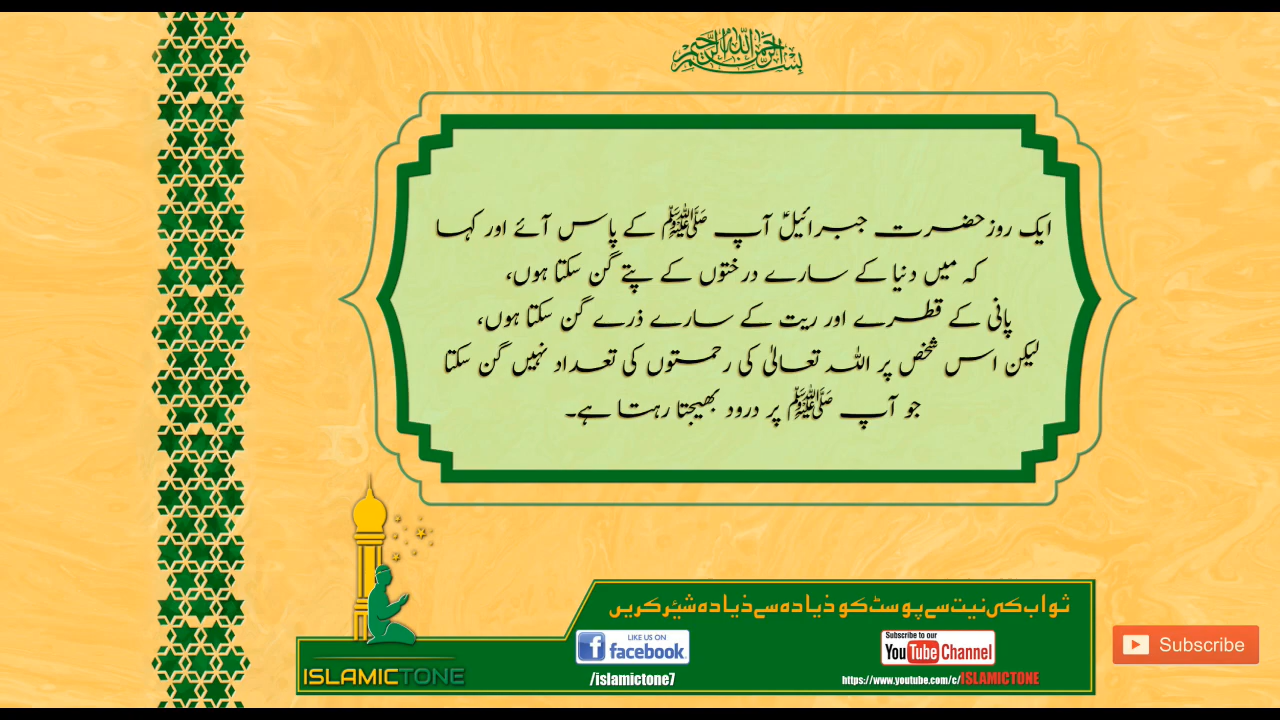 بسم الله الرحمن الرحيم
ایک روز حضرت جبرائیلؑ آپ ﷺ کے پاس آئے اور کہا
کہ میں دنیا کے سارے درختوں کے پتے گن سکتا ہوں،
پانی کے قطرے اور ریت کے سارے ذرے گن سکتا ہوں،
لیکن اس شخص پر اللہ تعالیٰ کی رحمتوں کی تعداد نہیں گن سکتا
جو آپ ﷺ پر درود بھیجتا رہتا ہے۔
ثواب کی نیت سے پوسٹ کو ذیادہ سے ذیادہ شیئر کریں
LIKE US ON
facebook
/islamictone7
Subscribe to our
YouTube Channel
https://www.youtube.com/c/ISLAMICTONE
ISLAMICTONE
Subscribe